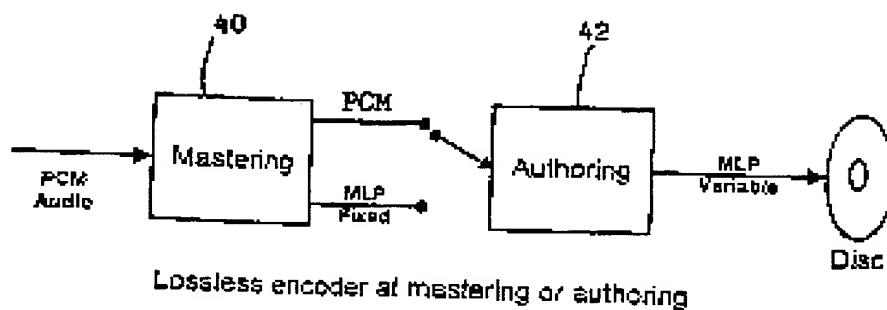 40
42
PCM
Mastering
Authoring
PCM
Audio
MLP
Fixed
MLP
Variable
Disc
Lossless encoder at mastering or authoring